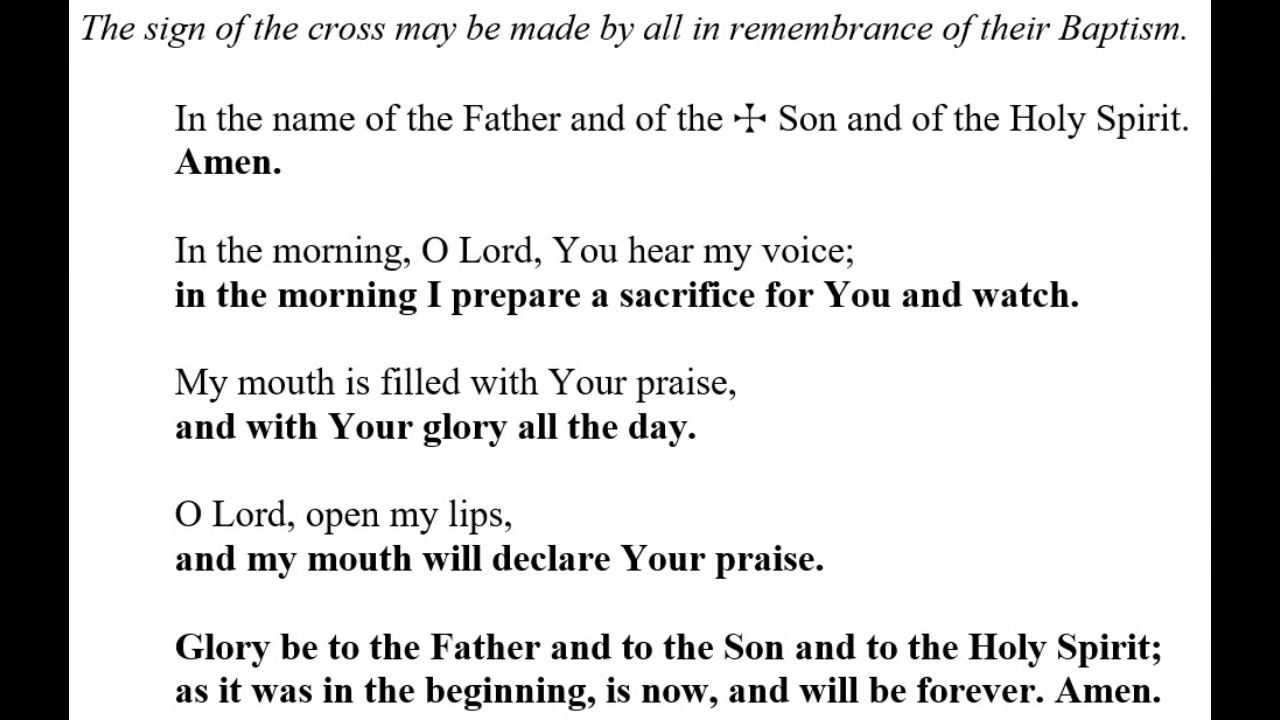 The sign of the cross may be made by all in remembrance of their Baptism.
In the name of the Father and of the ☩ Son and of the Holy Spirit.
Amen.
In the morning, O Lord, You hear my voice;
in the morning I prepare a sacrifice for You and watch.
My mouth is filled with Your praise,
and with Your glory all the day.
O Lord, open my lips,
and my mouth will declare Your praise.
Glory be to the Father and to the Son and to the Holy Spirit;
as it was in the beginning, is now, and will be forever. Amen.